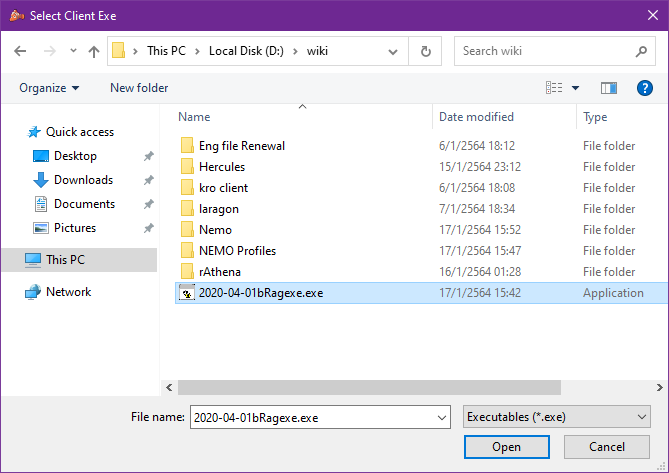 Select Client Exe
This PC > Local Disk (D:) > wiki
Search wiki
Organize
New folder
Name Date modified Type
Quick access
Desktop
Downloads
Documents
Pictures
This PC
Network
Eng file Renewal 6/1/2564 18:12 File folder
Hercules 15/1/2564 23:12 File folder
kro client 6/1/2564 18:08 File folder
laragon 7/1/2564 18:34 File folder
Nemo 17/1/2564 15:52 File folder
NEMO Profiles 17/1/2564 15:47 File folder
rAthena 16/1/2564 01:28 File folder
2020-04-01bRagexe.exe 17/1/2564 15:42 Application
File name: 2020-04-01bRagexe.exe Executables (*.exe)
Open Cancel